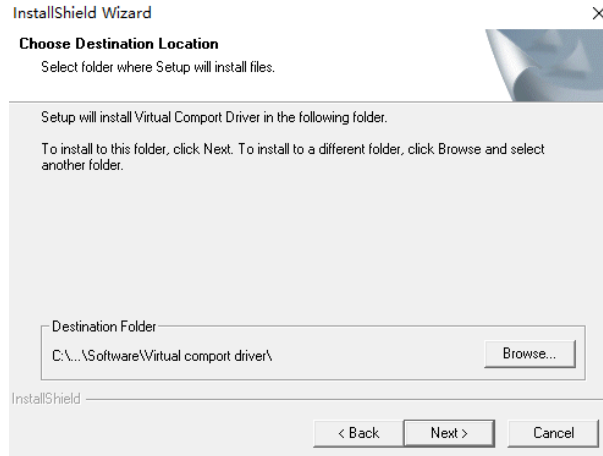 InstallShield Wizard
Choose Destination Location
Select folder where Setup will install files.
Setup will install Virtual Comport Driver in the following folder.
To install to this folder, click Next. To install to a different folder, click Browse and select
another folder.
Destination Folder
C:\...\Software\Virtual comport driver\
Browse...
InstallShield
< Back
Next >
Cancel